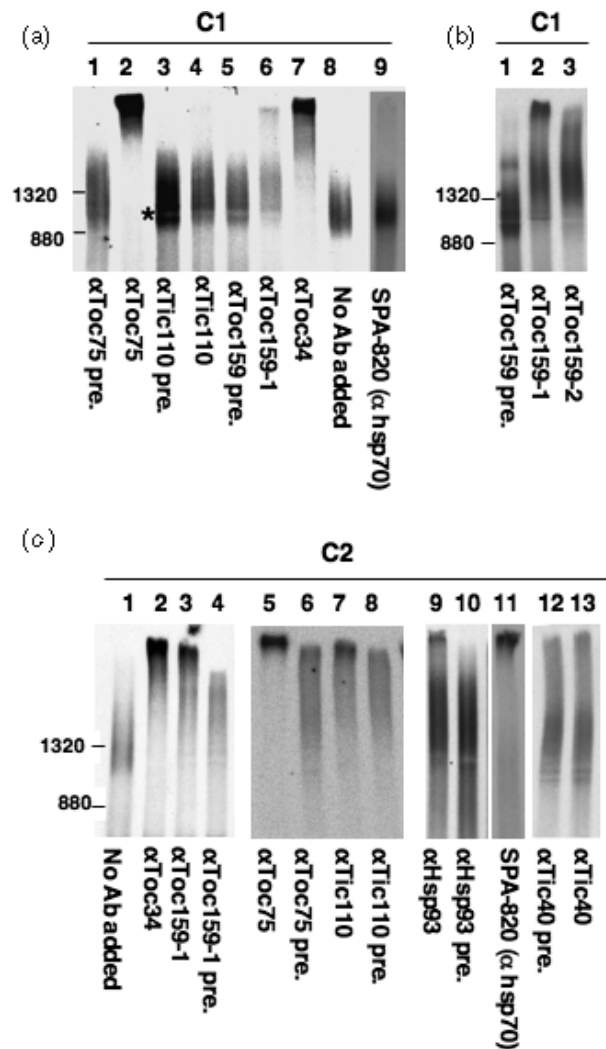 (a)
C1
1 2 3 4 5 6 7 8 9
1320
*
880
αToc75 pre.
αToc75
αTic110 pre.
αTic110
αToc159 pre.
αToc159-1
αToc34
No Ab added
SPA-820 (α hsp70)
(b)
C1
1 2 3
1320
880
αToc159 pre.
αToc159-1
αToc159-2
(c)
C2
1 2 3 4 5 6 7 8 9 10 11 12 13
1320
880
No Ab added
αToc34
αToc159-1
αToc159-1 pre.
αToc75
αToc75 pre.
αTic110
αTic110 pre.
αHsp93
αHsp93 pre.
SPA-820 (α hsp70)
αTic40 pre.
αTic40